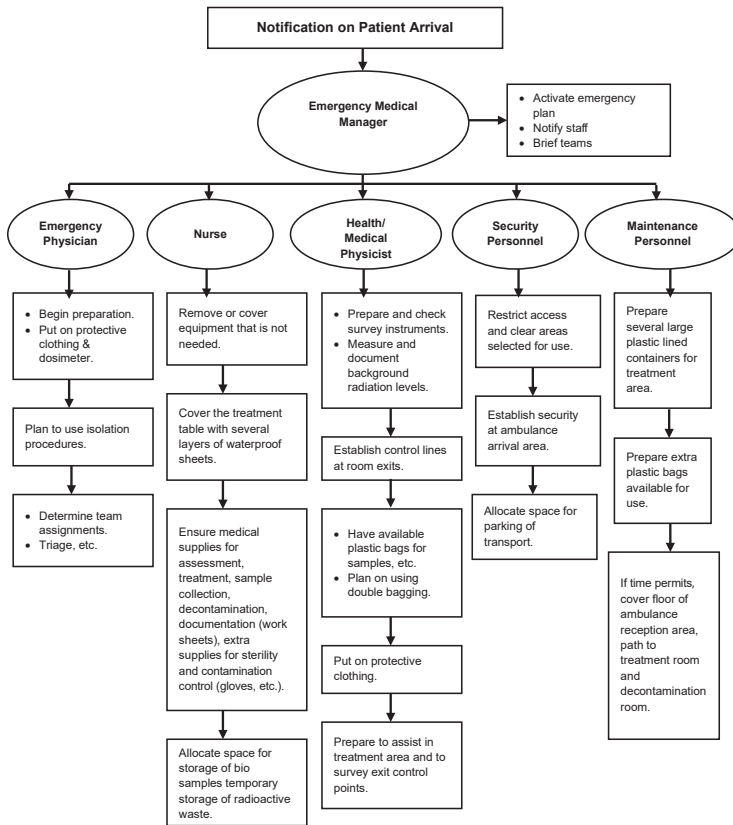 Notification on Patient Arrival
Emergency Medical
Manager
• Activate emergency
plan
• Notify staff
• Brief teams
Emergency
Physician
Nurse
Health/
Medical
Physicist
Security
Personnel
Maintenance
Personnel
• Begin preparation.
• Put on protective
clothing &
dosimeter.
Plan to use isolation
procedures.
• Determine team
assignments.
• Triage, etc.
Remove or cover
equipment that is not
needed.
Cover the treatment
table with several
layers of waterproof
sheets.
Ensure medical
supplies for
assessment,
treatment, sample
collection,
decontamination,
documentation (work
sheets), extra
supplies for sterility
and contamination
control (gloves, etc.).
Allocate space for
storage of bio
samples temporary
storage of radioactive
waste.
• Prepare and check
survey instruments.
• Measure and
document
background
radiation levels.
Establish control lines
at room exits.
• Have available
plastic bags for
samples, etc.
• Plan on using
double bagging.
Put on protective
clothing.
Prepare to assist in
treatment area and to
survey exit control
points.
Restrict access
and clear areas
selected for use.
Establish security
at ambulance
arrival area.
Allocate space for
parking of
transport.
Prepare
several large
plastic lined
containers for
treatment
area.
Prepare extra
plastic bags
available for
use.
If time permits,
cover floor of
ambulance
reception area,
path to
treatment room
and
decontamination
room.